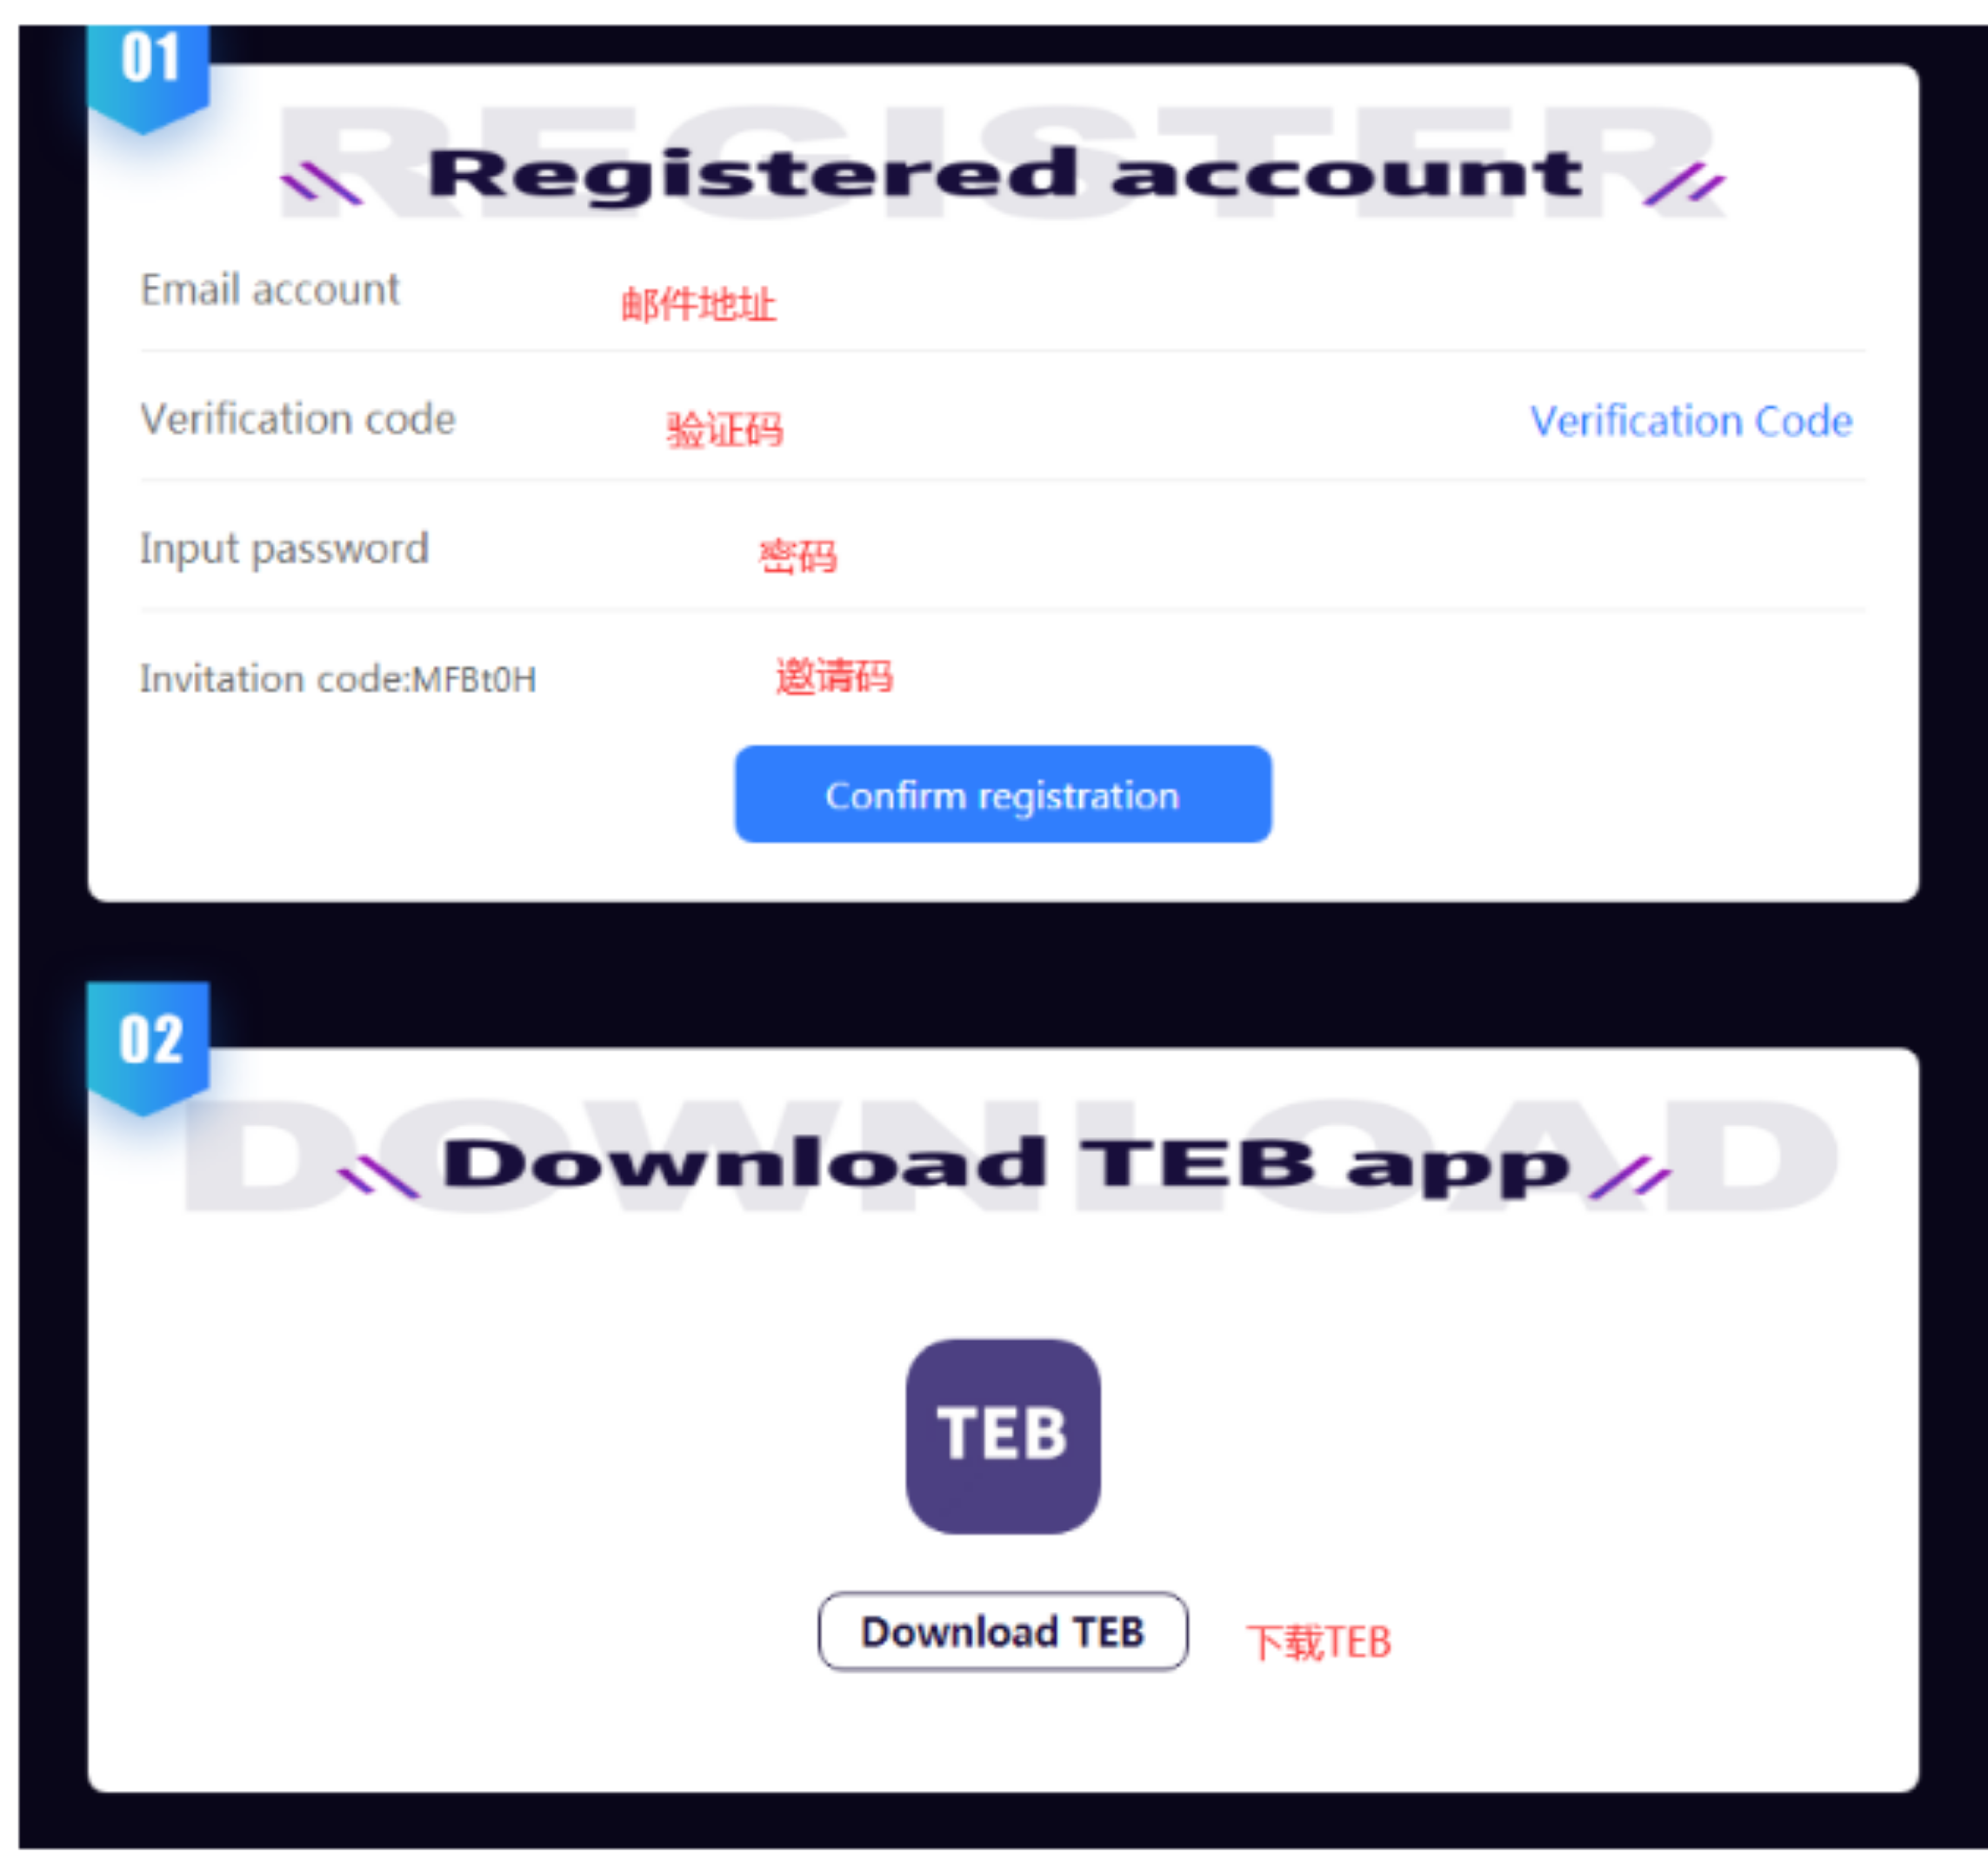 01
REGISTER
Registered account
Email account 邮件地址
Verification code 验证码 Verification Code
Input password 密码
Invitation code:MFBt0H 邀请码
Confirm registration
02
DOWNLOAD
Download TEB app
TEB
Download TEB 下载TEB